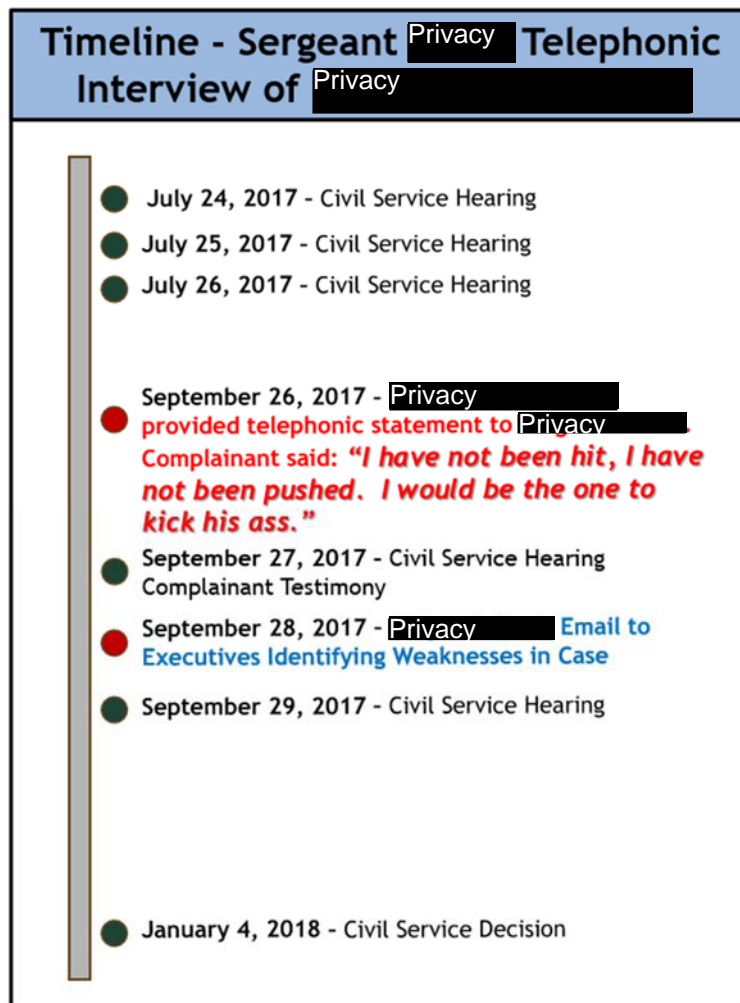 Timeline - Sergeant Privacy Telephonic
Interview of Privacy
July 24, 2017 - Civil Service Hearing
July 25, 2017 - Civil Service Hearing
July 26, 2017 - Civil Service Hearing
September 26, 2017 - Privacy
provided telephonic statement to Privacy.
Complainant said: “I have not been hit, I have
not been pushed. I would be the one to
kick his ass.”
September 27, 2017 - Civil Service Hearing
Complainant Testimony
September 28, 2017 - Privacy Email to
Executives Identifying Weaknesses in Case
September 29, 2017 - Civil Service Hearing
January 4, 2018 - Civil Service Decision